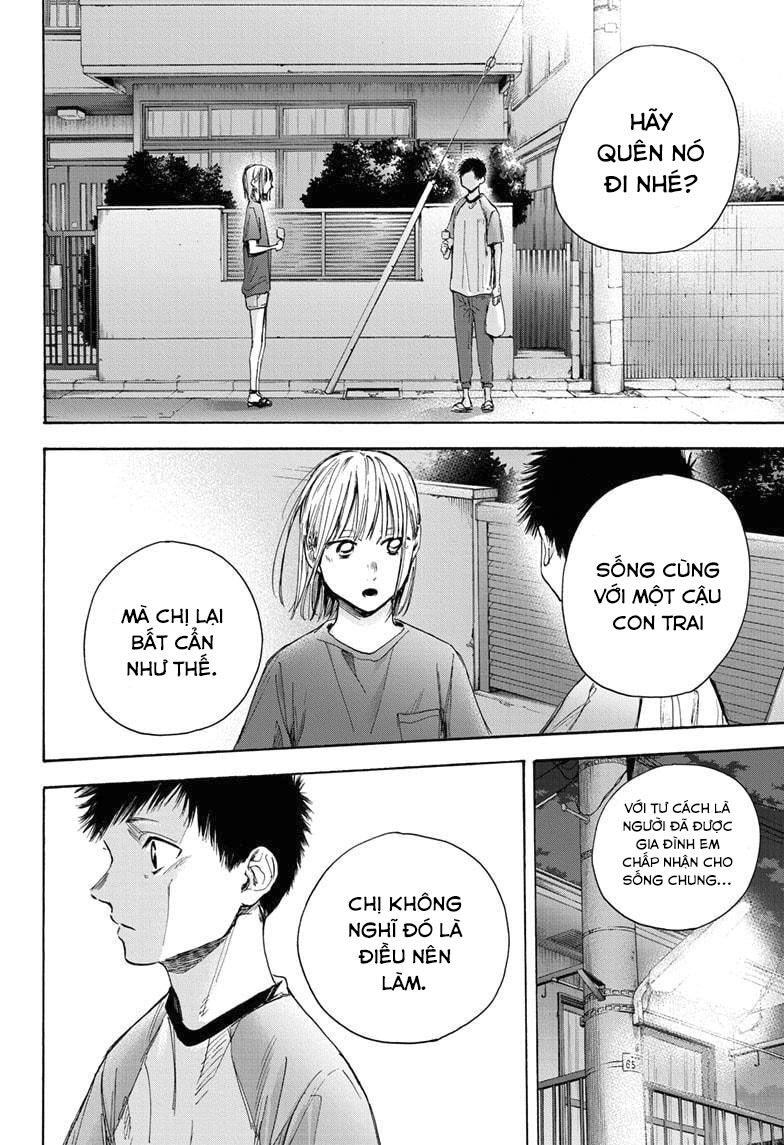 HÃY
QUÊN NÓ
ĐI NHÉ?
SỐNG CÙNG
VỚI MỘT CẬU
CON TRAI
MÀ CHỊ LẠI
BẤT CẨN
NHƯ THẾ.
VỚI TƯ CÁCH LÀ
NGƯỜI ĐÃ ĐƯỢC
GIA ĐÌNH EM
CHẤP NHẬN CHO
SỐNG CHUNG...
CHỊ KHÔNG
NGHĨ ĐÓ LÀ
ĐIỀU NÊN
LÀM.
65